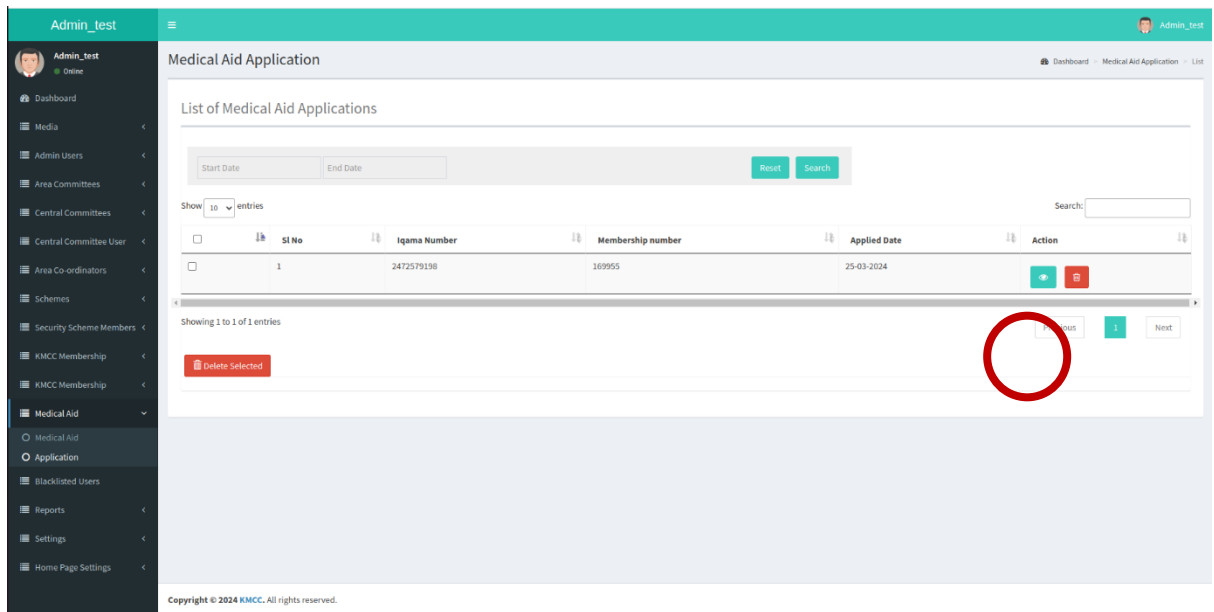 Admin_test
Admin_test
Admin_test
Online
Medical Aid Application
Dashboard > Medical Aid Application > List
Dashboard
Media
Admin Users
Area Committees
Central Committees
Central Committee User
Area Co-ordinators
Schemes
Security Scheme Members
KMCC Membership
KMCC Membership
Medical Aid
Medical Aid
Application
Blacklisted Users
Reports
Settings
Home Page Settings
List of Medical Aid Applications
Start Date End Date Reset Search
Show 10 entries Search:
Sl No Iqama Number Membership number Applied Date Action
1 2472579198 169955 25-03-2024
Showing 1 to 1 of 1 entries
Previous 1 Next
Delete Selected
Copyright © 2024 KMCC. All rights reserved.